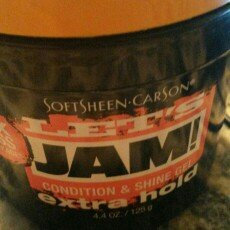 SOFTSHEEN·CARSON®
LET'S
JAM!
CONDITION & SHINE GEL
extra hold
4.4 OZ. / 125 g